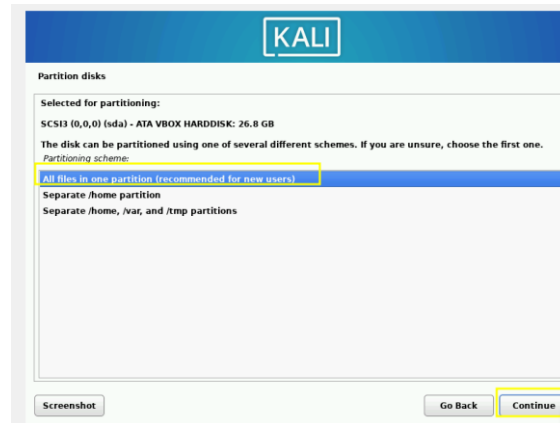 KALI
Partition disks
Selected for partitioning:
SCSI3 (0,0,0) (sda) - ATA VBOX HARDDISK: 26.8 GB
The disk can be partitioned using one of several different schemes. If you are unsure, choose the first one.
Partitioning scheme:
All files in one partition (recommended for new users)
Separate /home partition
Separate /home, /var, and /tmp partitions
Screenshot Go Back Continue